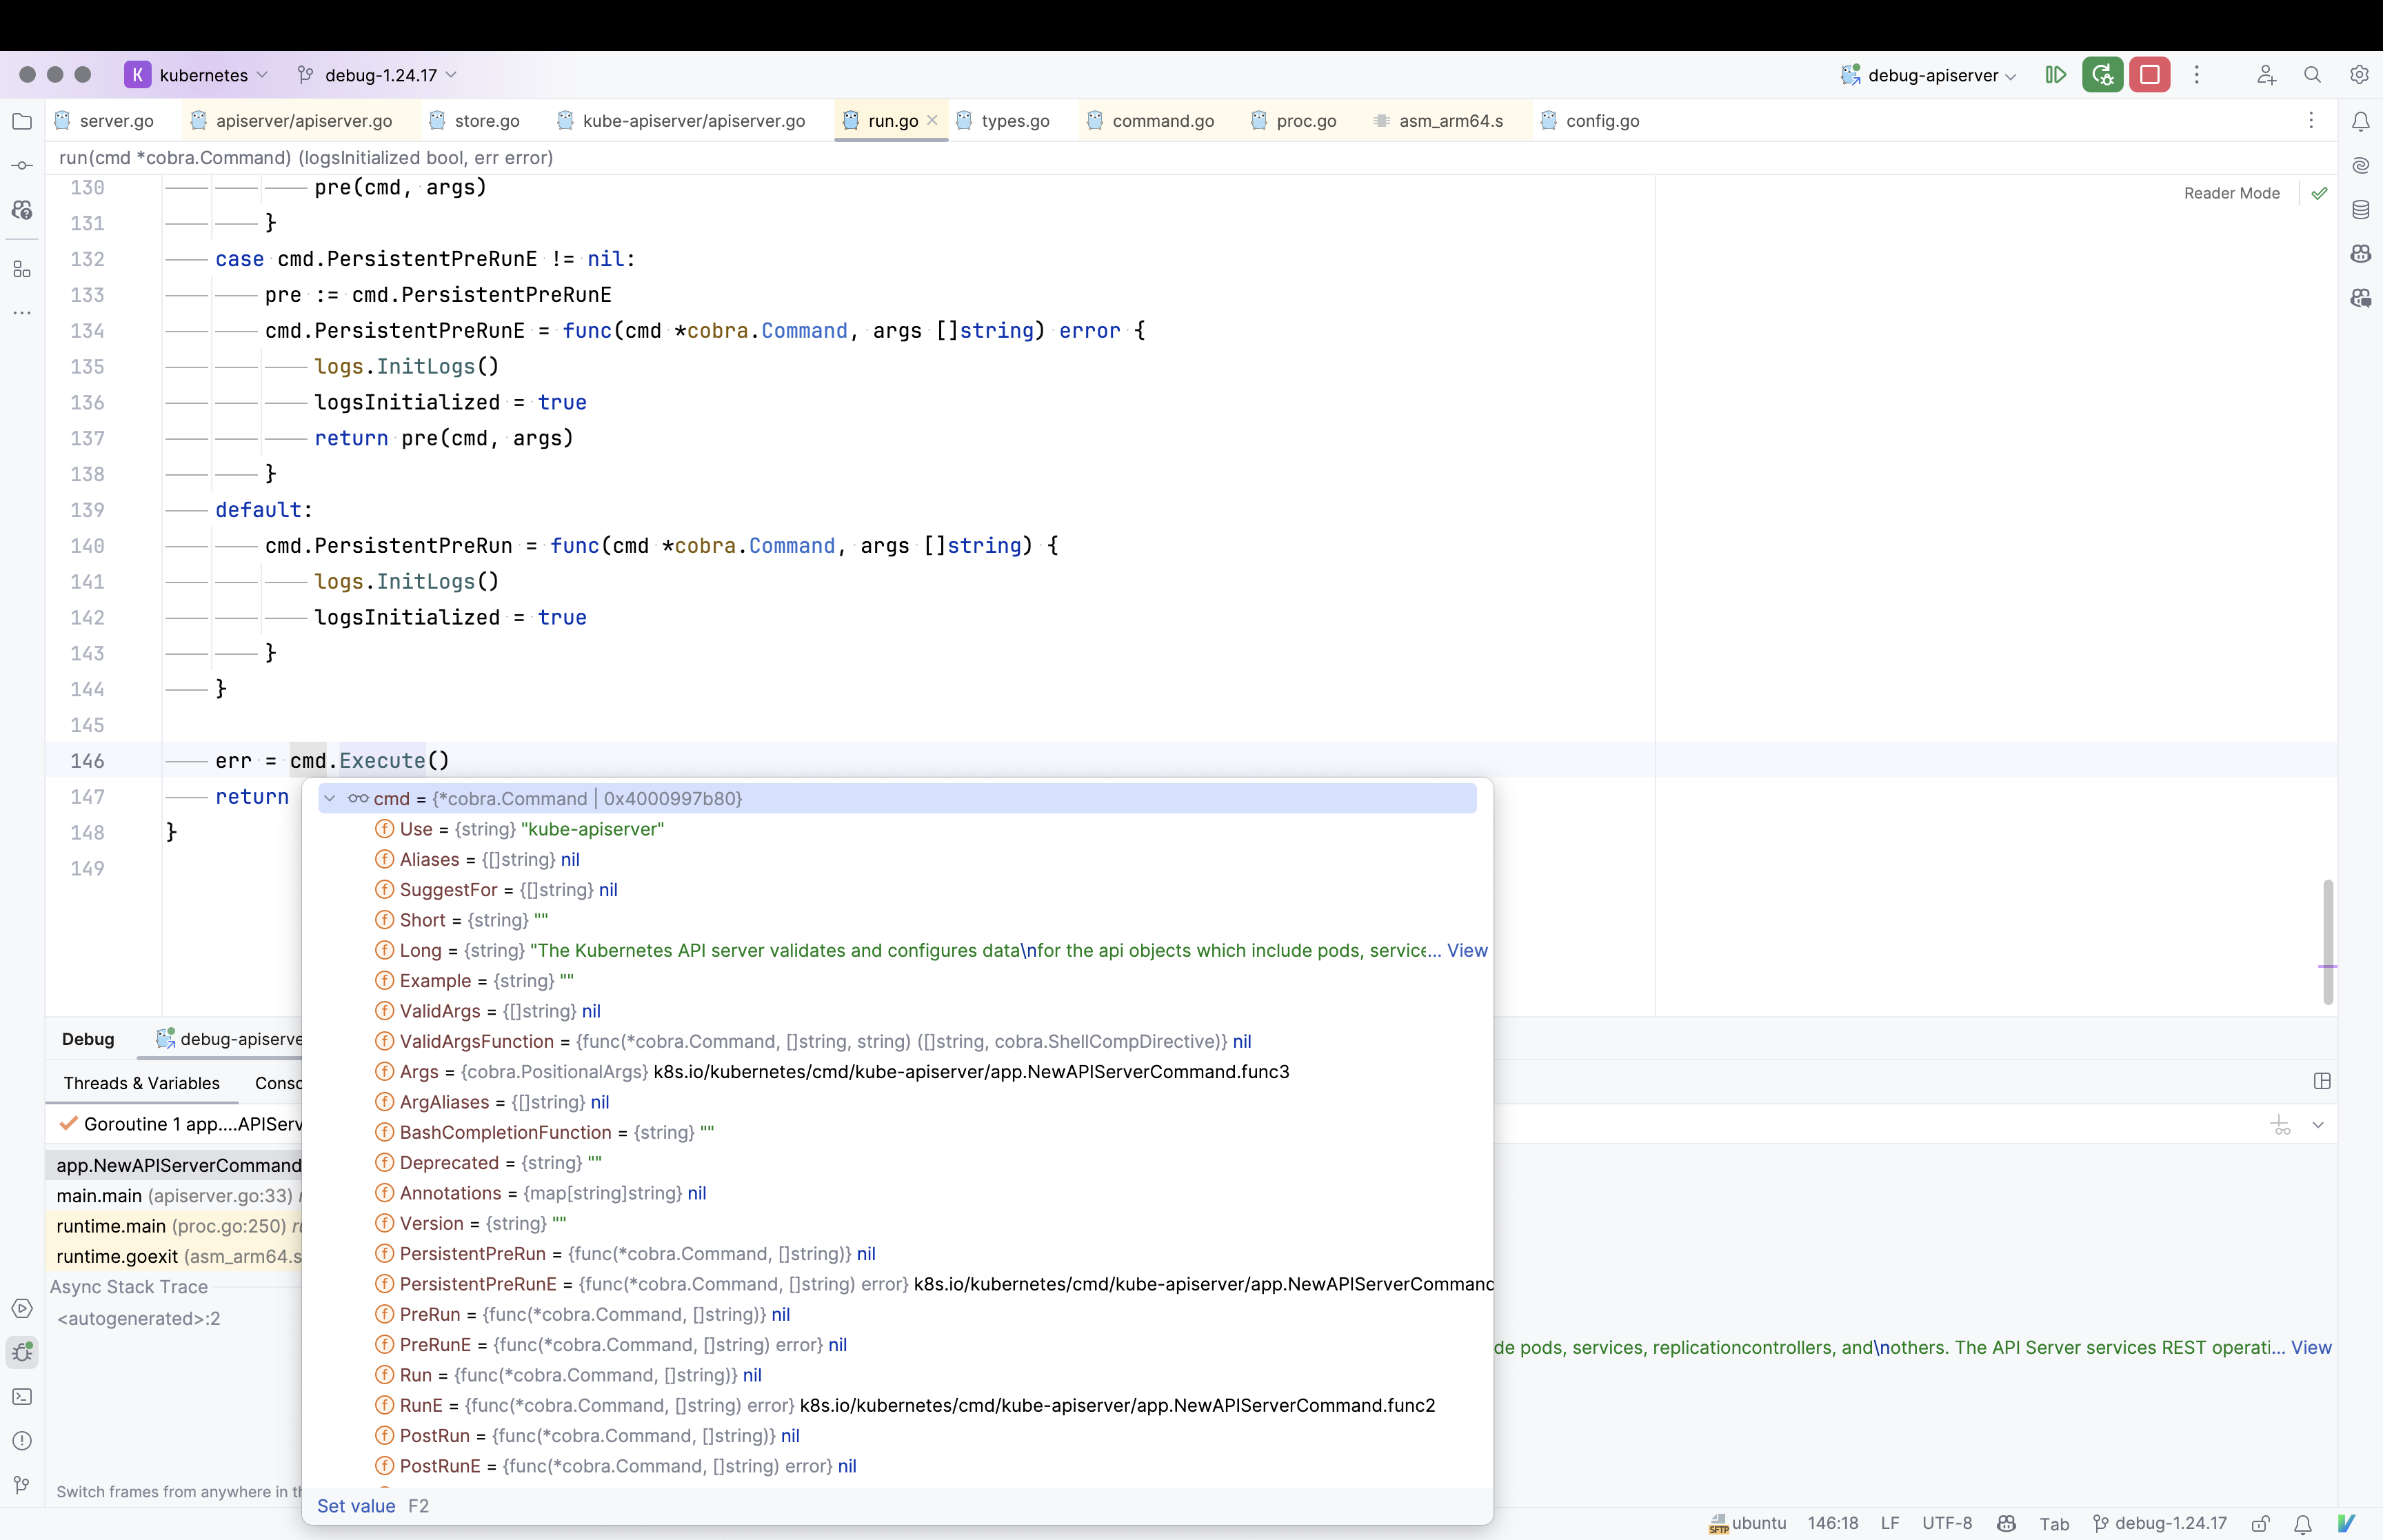 K kubernetes debug-1.24.17 debug-apiserver
server.go apiserver/apiserver.go store.go kube-apiserver/apiserver.go run.go types.go command.go proc.go asm_arm64.s config.go
run(cmd *cobra.Command) (logsInitialized bool, err error)
Reader Mode
130 pre(cmd, args)
131 }
132 case cmd.PersistentPreRunE != nil:
133 pre := cmd.PersistentPreRunE
134 cmd.PersistentPreRunE = func(cmd *cobra.Command, args []string) error {
135 logs.InitLogs()
136 logsInitialized = true
137 return pre(cmd, args)
138 }
139 default:
140 cmd.PersistentPreRun = func(cmd *cobra.Command, args []string) {
141 logs.InitLogs()
142 logsInitialized = true
143 }
144 }
145
146 err = cmd.Execute()
147 return
148 }
149
cmd = {*cobra.Command | 0x4000997b80}
Use = {string} "kube-apiserver"
Aliases = {[]string} nil
SuggestFor = {[]string} nil
Short = {string} ""
Long = {string} "The Kubernetes API server validates and configures data\nfor the api objects which include pods, service... View
Example = {string} ""
ValidArgs = {[]string} nil
ValidArgsFunction = {func(*cobra.Command, []string, string) ([]string, cobra.ShellCompDirective)} nil
Args = {cobra.PositionalArgs} k8s.io/kubernetes/cmd/kube-apiserver/app.NewAPIServerCommand.func3
ArgAliases = {[]string} nil
BashCompletionFunction = {string} ""
Deprecated = {string} ""
Annotations = {map[string]string} nil
Version = {string} ""
PersistentPreRun = {func(*cobra.Command, []string)} nil
PersistentPreRunE = {func(*cobra.Command, []string) error} k8s.io/kubernetes/cmd/kube-apiserver/app.NewAPIServerCommand
PreRun = {func(*cobra.Command, []string)} nil
PreRunE = {func(*cobra.Command, []string) error} nil
Run = {func(*cobra.Command, []string)} nil
RunE = {func(*cobra.Command, []string) error} k8s.io/kubernetes/cmd/kube-apiserver/app.NewAPIServerCommand.func2
PostRun = {func(*cobra.Command, []string)} nil
PostRunE = {func(*cobra.Command, []string) error} nil
Set value F2
Debug debug-apiserve
Threads & Variables Consc
Goroutine 1 app....APIServ
app.NewAPIServerCommand
main.main (apiserver.go:33)
runtime.main (proc.go:250)
runtime.goexit (asm_arm64.s
Async Stack Trace
<autogenerated>:2
de pods, services, replicationcontrollers, and\nothers. The API Server services REST operati... View
Switch frames from anywhere in th
SFTP ubuntu 146:18 LF UTF-8 Tab debug-1.24.17